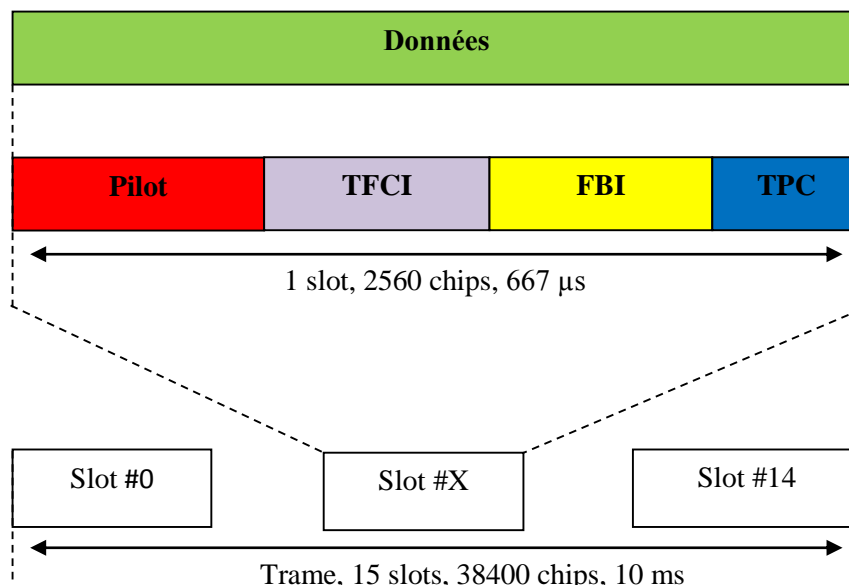 Données
Pilot TFCI FBI TPC
1 slot, 2560 chips, 667 µs
Slot #0 Slot #X Slot #14
Trame, 15 slots, 38400 chips, 10 ms